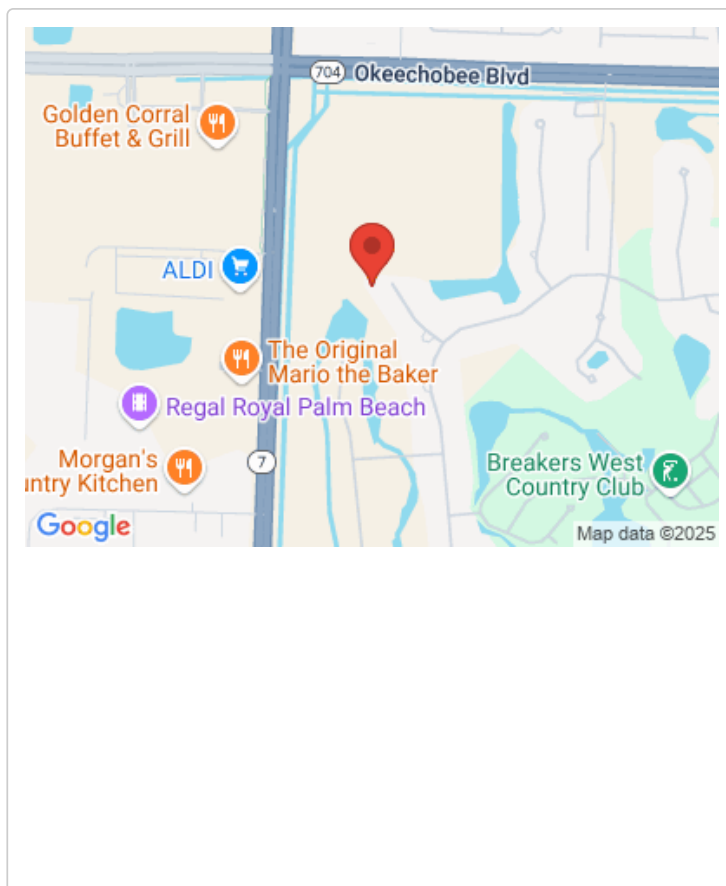 704
Okeechobee Blvd
Golden Corral
Buffet & Grill
ALDI
The Original
Mario the Baker
Regal Royal Palm Beach
Morgan's
untry Kitchen
7
Breakers West
Country Club
Google
Map data ©2025